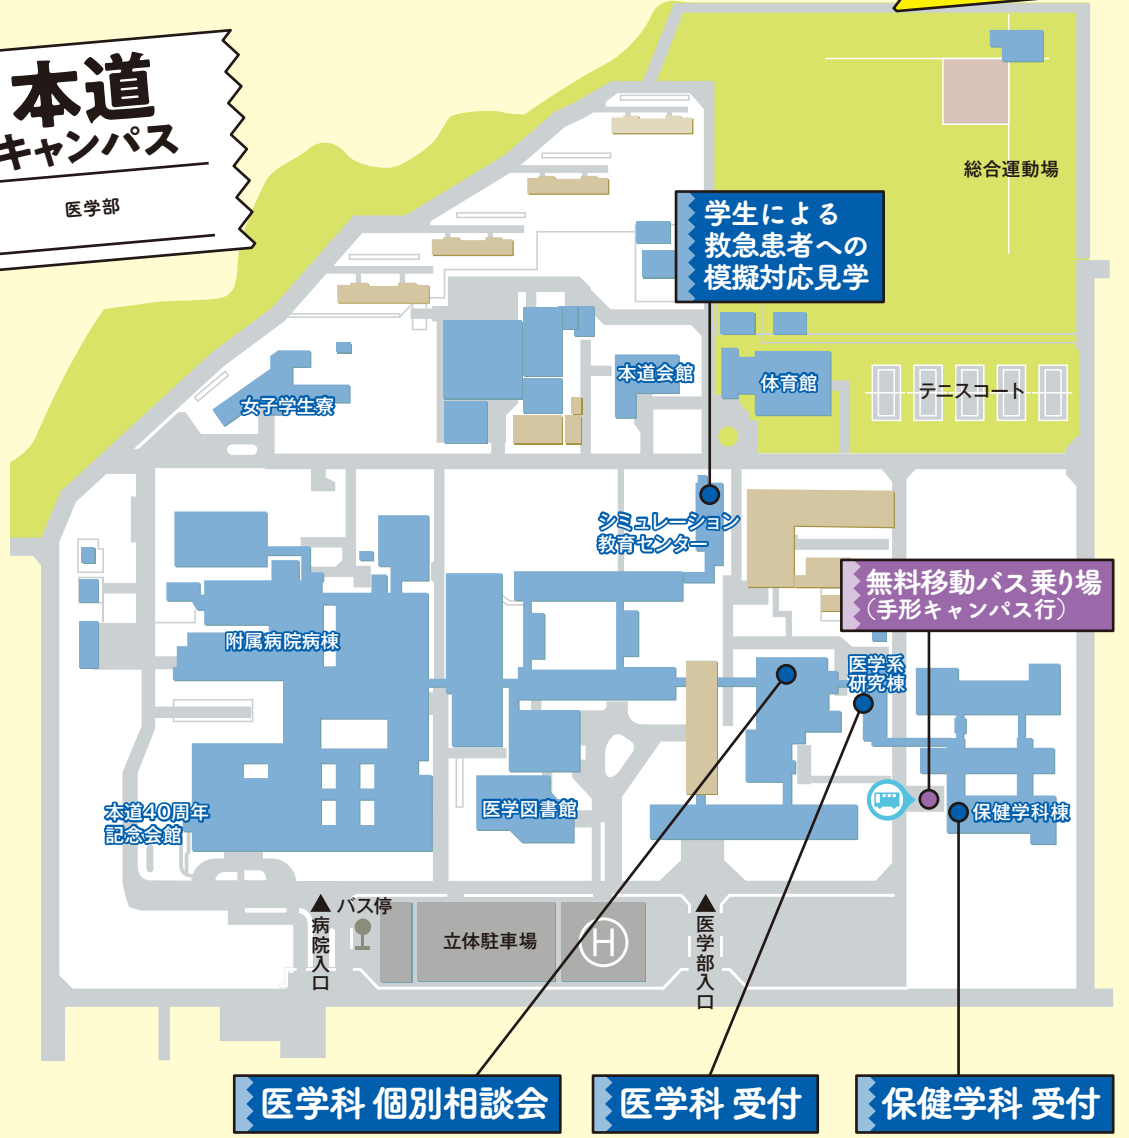 本道
キャンパス
医学部
総合運動場
学生による
救急患者への
模擬対応見学
本道会館
体育館
テニスコート
女子学生寮
シミュレーション
教育センター
無料移動バス乗り場
(手形キャンパス行)
附属病院病棟
医学系
研究棟
本道40周年
記念会館
医学図書館
保健学科棟
▲病院入口
バス停
立体駐車場
H
▲医学部入口
医学科 個別相談会
医学科 受付
保健学科 受付